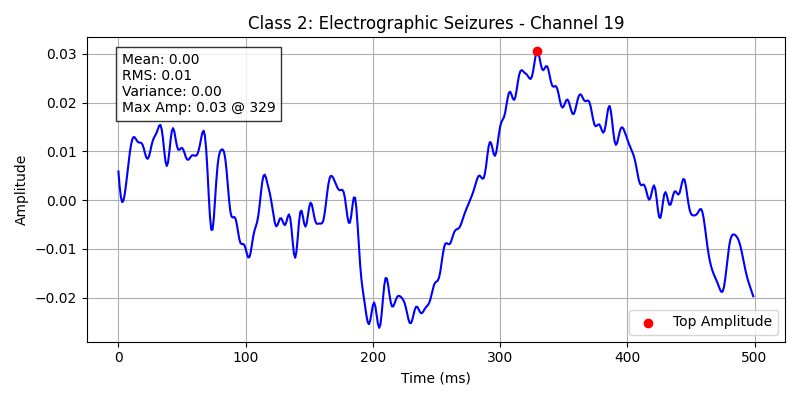 Class 2: Electrographic Seizures - Channel 19
Mean: 0.00
RMS: 0.01
Variance: 0.00
Max Amp: 0.03 @ 329
0.03
0.02
0.01
0.00
−0.01
−0.02
Amplitude
Top Amplitude
0 100 200 300 400 500
Time (ms)